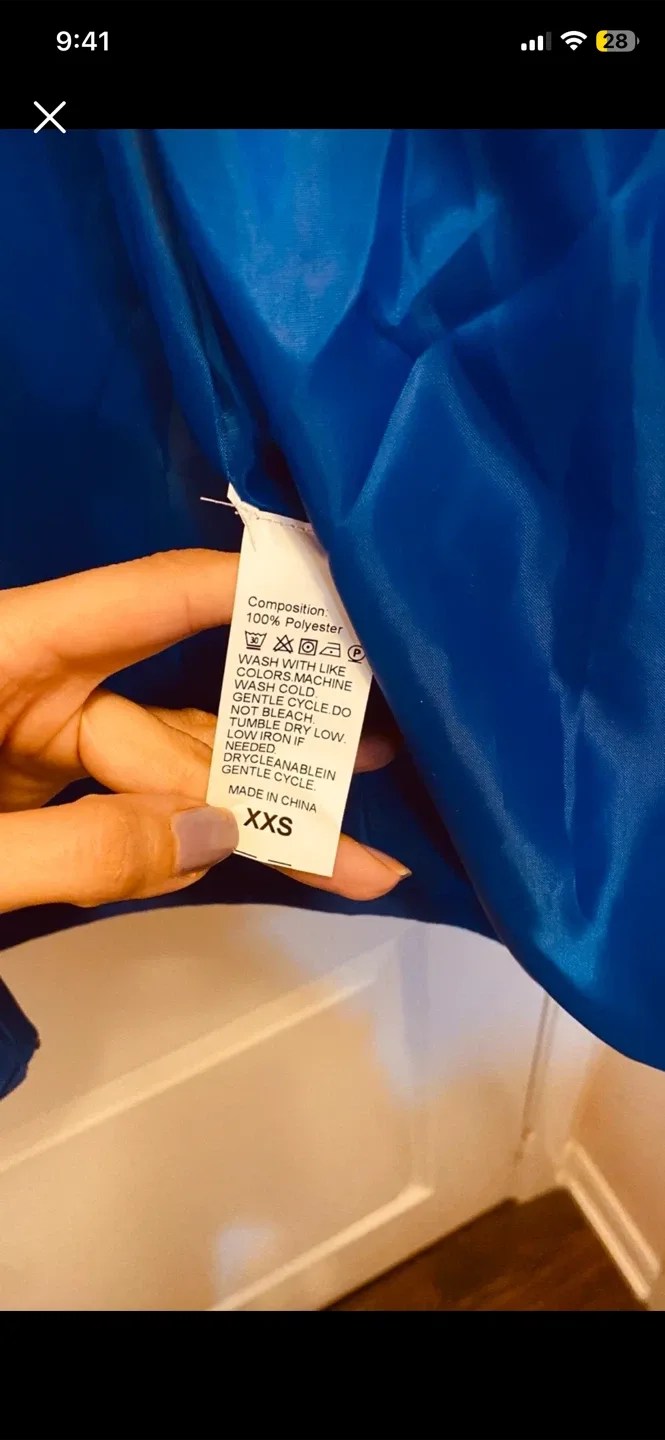 9:41
28
Composition:
100% Polyester
30
P
WASH WITH LIKE
COLORS.MACHINE
WASH COLD.
GENTLE CYCLE.DO
NOT BLEACH.
TUMBLE DRY LOW.
LOW IRON IF
NEEDED.
DRYCLEANABLEIN
GENTLE CYCLE.
MADE IN CHINA
XXS